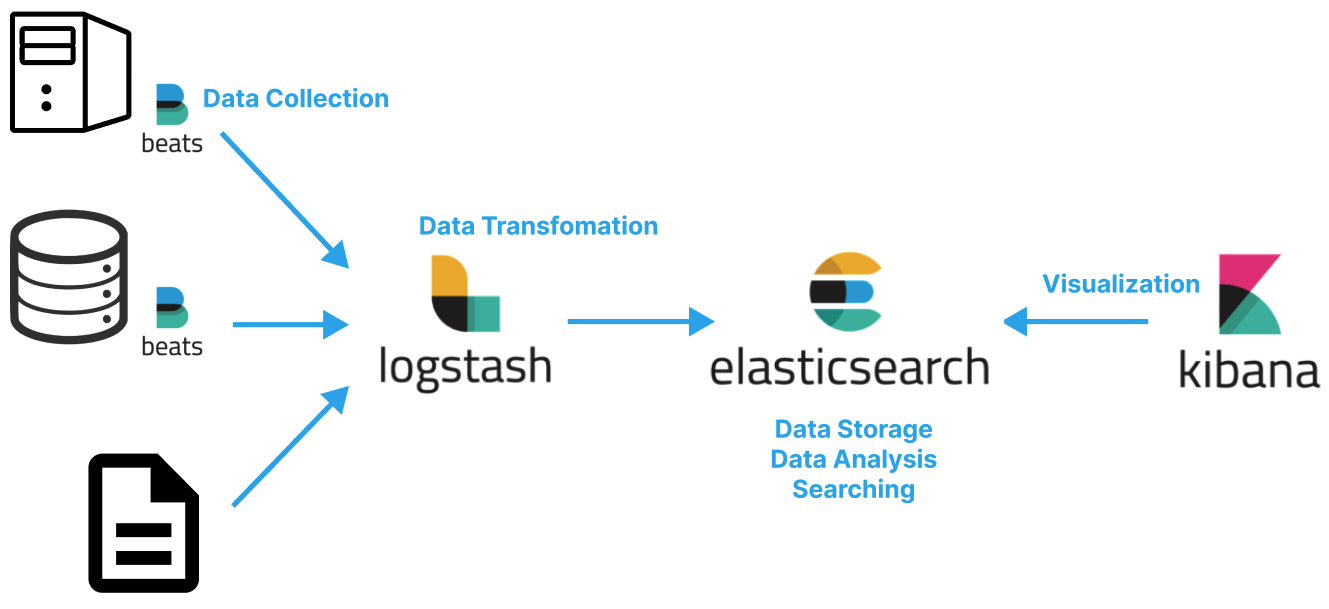 Data Collection
beats
Data Transfomation
Visualization
beats
logstash
elasticsearch
kibana
Data Storage
Data Analysis
Searching